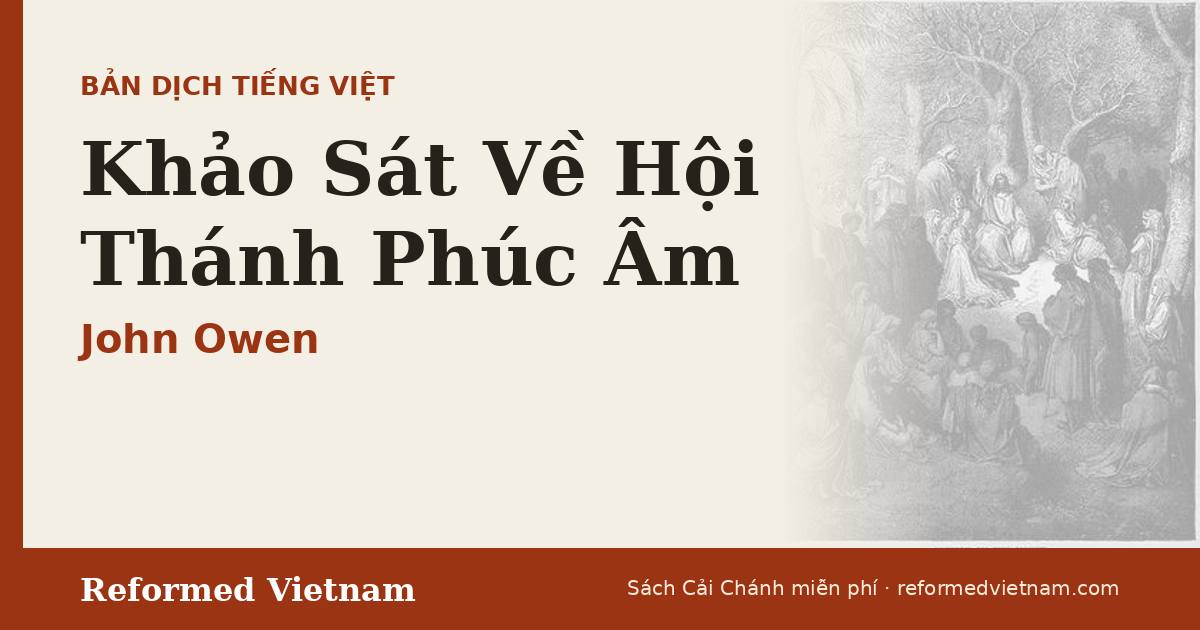 BẢN DỊCH TIẾNG VIỆT
Khảo Sát Về Hội
Thánh Phúc Âm
John Owen
Reformed Vietnam
Sách Cải Chánh miễn phí · reformedvietnam.com